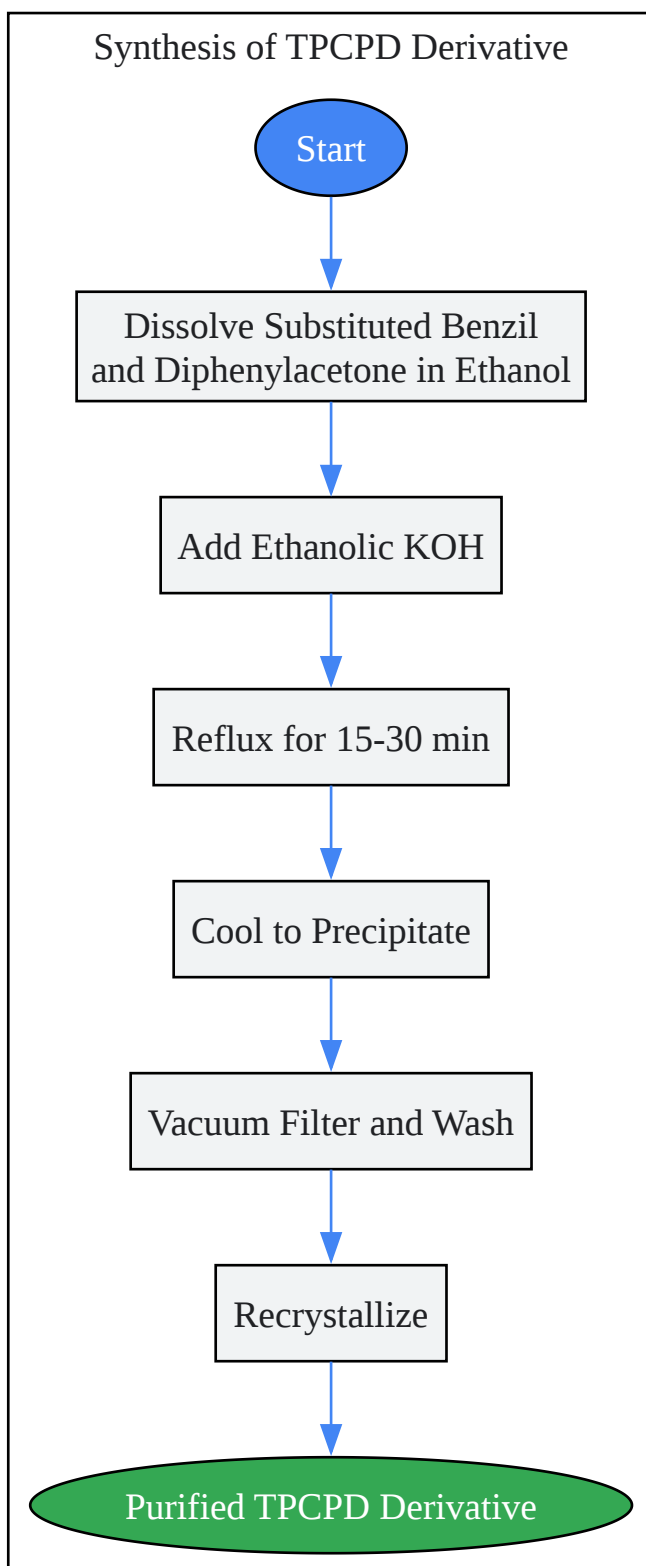 Synthesis of TPCPD Derivative
Start
Dissolve Substituted Benzil
and Diphenylacetone in Ethanol
Add Ethanolic KOH
Reflux for 15-30 min
Cool to Precipitate
Vacuum Filter and Wash
Recrystallize
Purified TPCPD Derivative